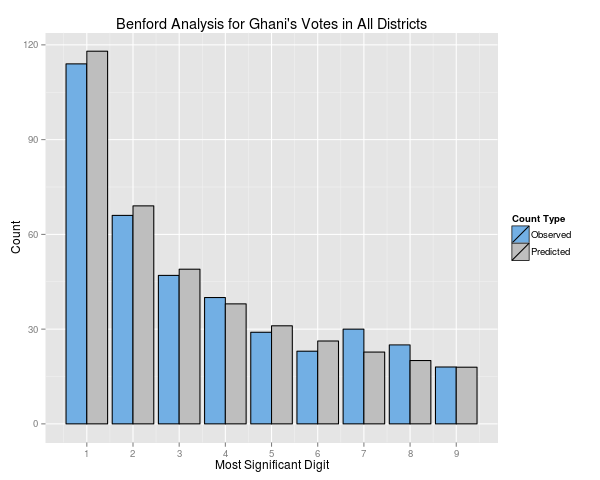 Benford Analysis for Ghani's Votes in All Districts
120
90
60
30
0
Count
1 2 3 4 5 6 7 8 9
Most Significant Digit
Count Type
Observed
Predicted